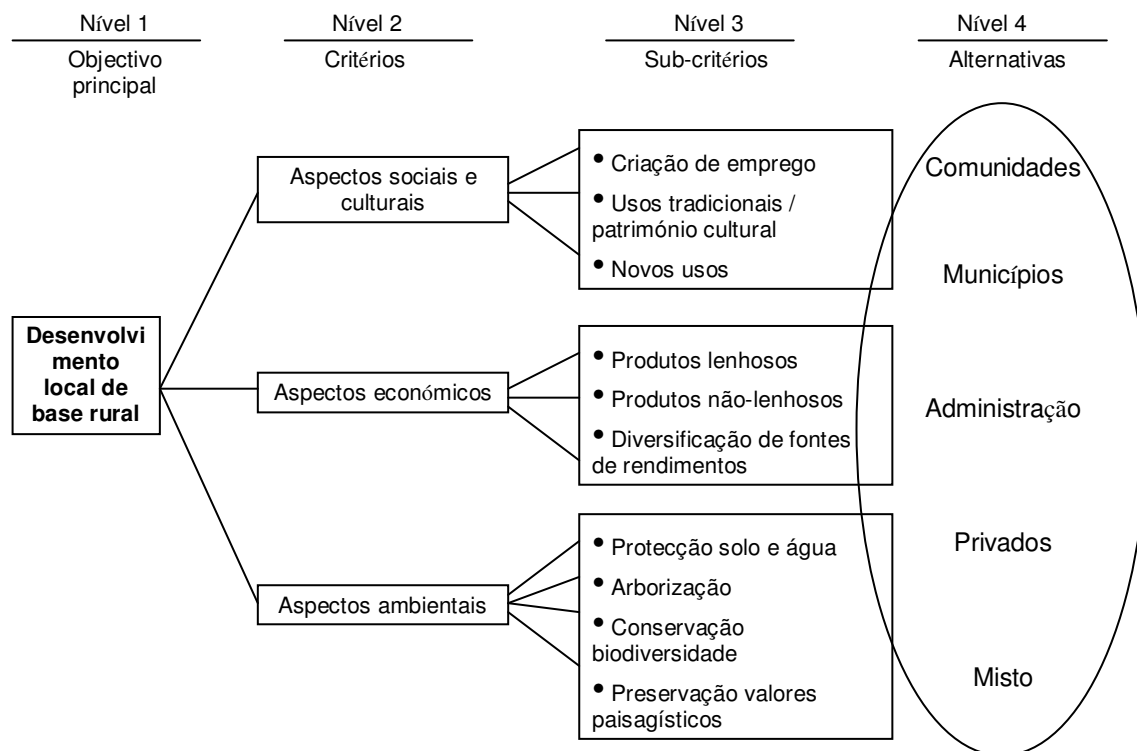 Nível 1
Objectivo
principal
Nível 2
Critérios
Nível 3
Sub-critérios
Nível 4
Alternativas
Desenvolvi
mento
local de
base rural
Aspectos sociais e
culturais
Aspectos económicos
Aspectos ambientais
• Criação de emprego
• Usos tradicionais /
património cultural
• Novos usos
• Produtos lenhosos
• Produtos não-lenhosos
• Diversificação de fontes
de rendimentos
• Protecção solo e água
• Arborização
• Conservação
biodiversidade
• Preservação valores
paisagísticos
Comunidades
Municípios
Administração
Privados
Misto